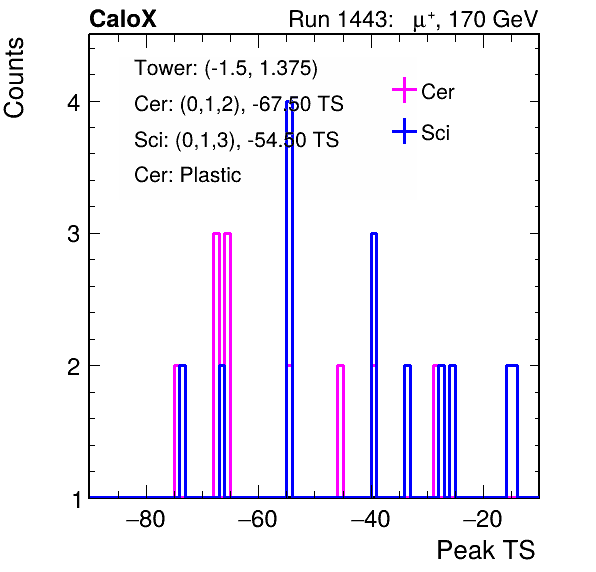 CaloX Run 1443: μ⁺, 170 GeV
Counts
Tower: (-1.5, 1.375)
Cer: (0,1,2), -67.50 TS
Sci: (0,1,3), -54.50 TS
Cer: Plastic
Cer
Sci
4
3
2
1
−80 −60 −40 −20
Peak TS